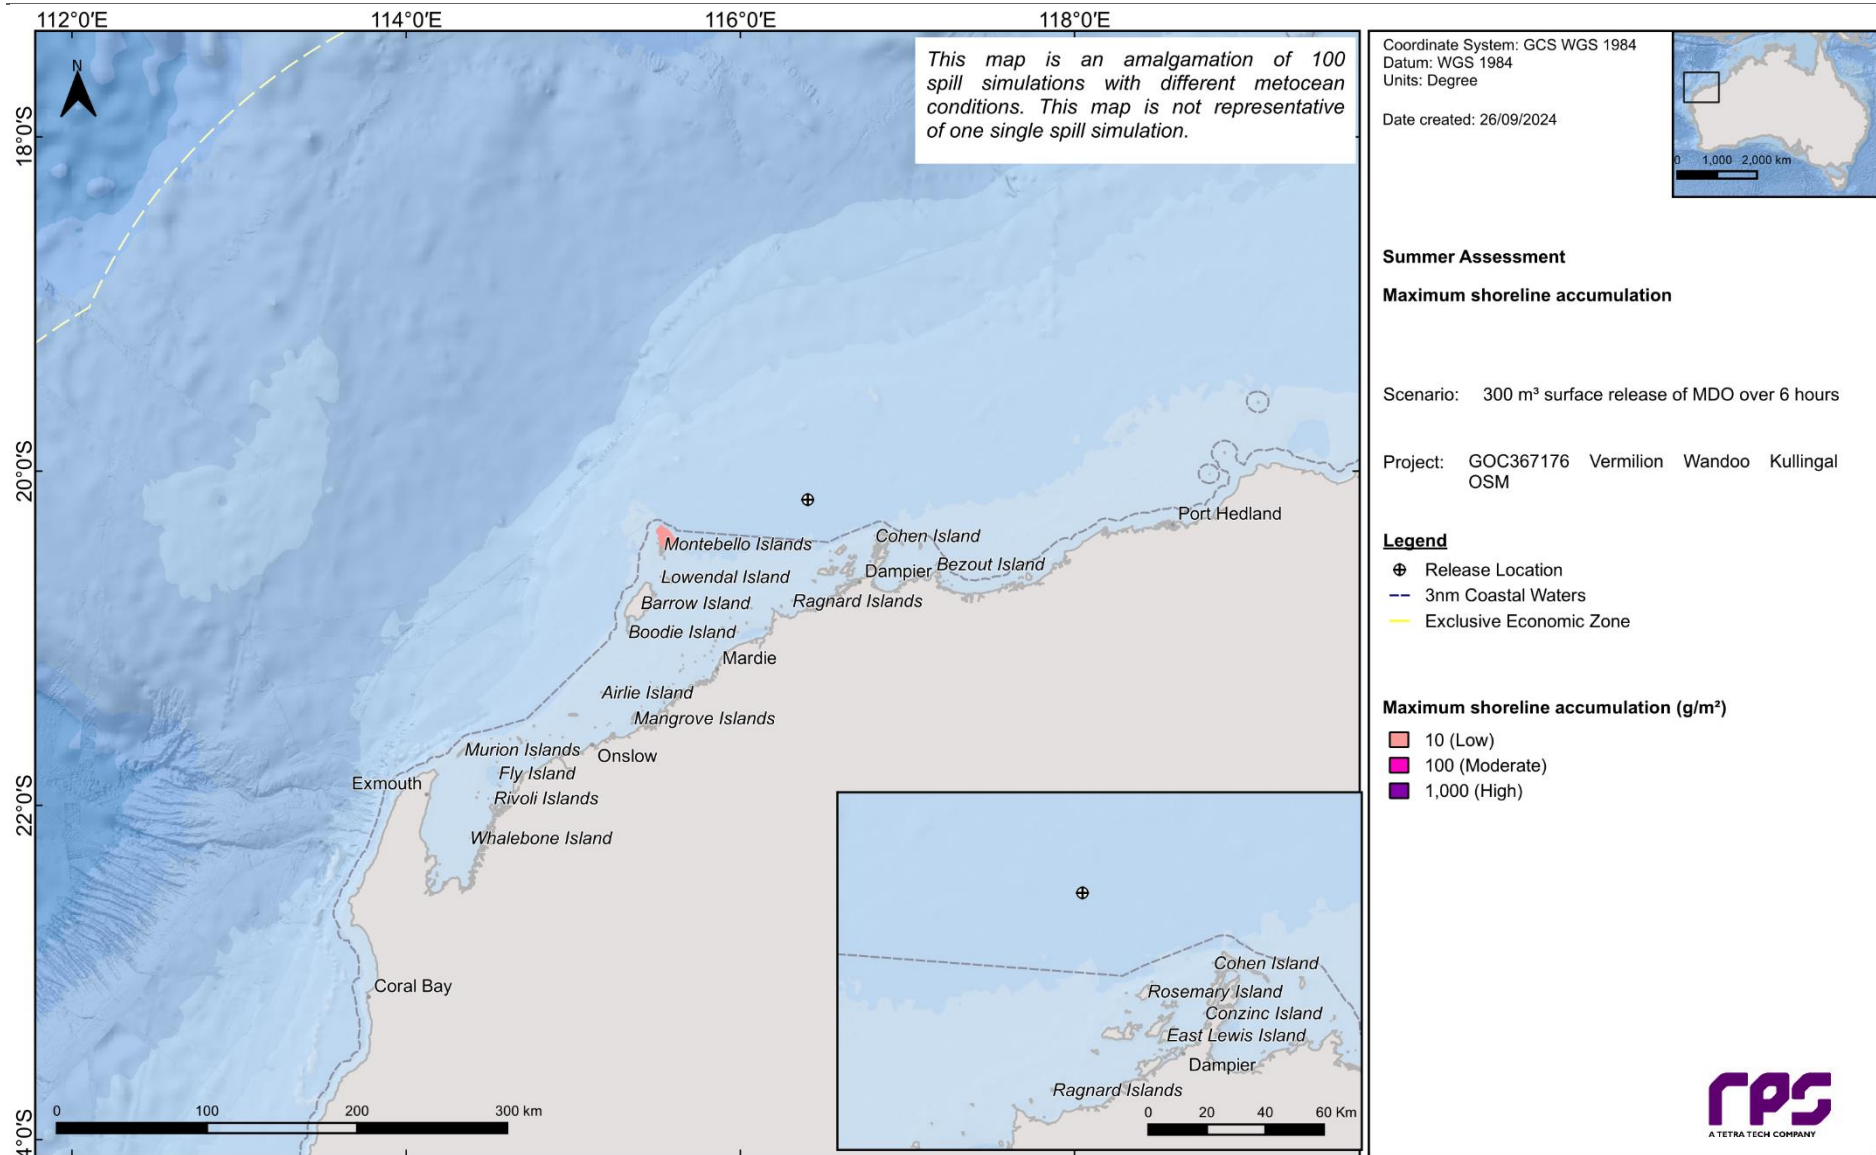 112°0'E
114°0'E
116°0'E
118°0'E
18°0'S
20°0'S
22°0'S
4°0'S
N
This map is an amalgamation of 100
spill simulations with different metocean
conditions. This map is not representative
of one single spill simulation.
Port Hedland
Cohen Island
Montebello Islands
Bezout Island
Dampier
Lowendal Island
Barrow Island
Ragnard Islands
Boodie Island
Mardie
Airlie Island
Mangrove Islands
Murion Islands
Onslow
Fly Island
Exmouth
Rivoli Islands
Whalebone Island
Coral Bay
0 100 200 300 km
Cohen Island
Rosemary Island
Conzinc Island
East Lewis Island
Dampier
Ragnard Islands
0 20 40 60 Km
Coordinate System: GCS WGS 1984
Datum: WGS 1984
Units: Degree
Date created: 26/09/2024
0 1,000 2,000 km
Summer Assessment
Maximum shoreline accumulation
Scenario: 300 m³ surface release of MDO over 6 hours
Project: GOC367176 Vermilion Wandoo Kullingal
OSM
Legend
Release Location
3nm Coastal Waters
Exclusive Economic Zone
Maximum shoreline accumulation (g/m²)
10 (Low)
100 (Moderate)
1,000 (High)
rps
A TETRA TECH COMPANY